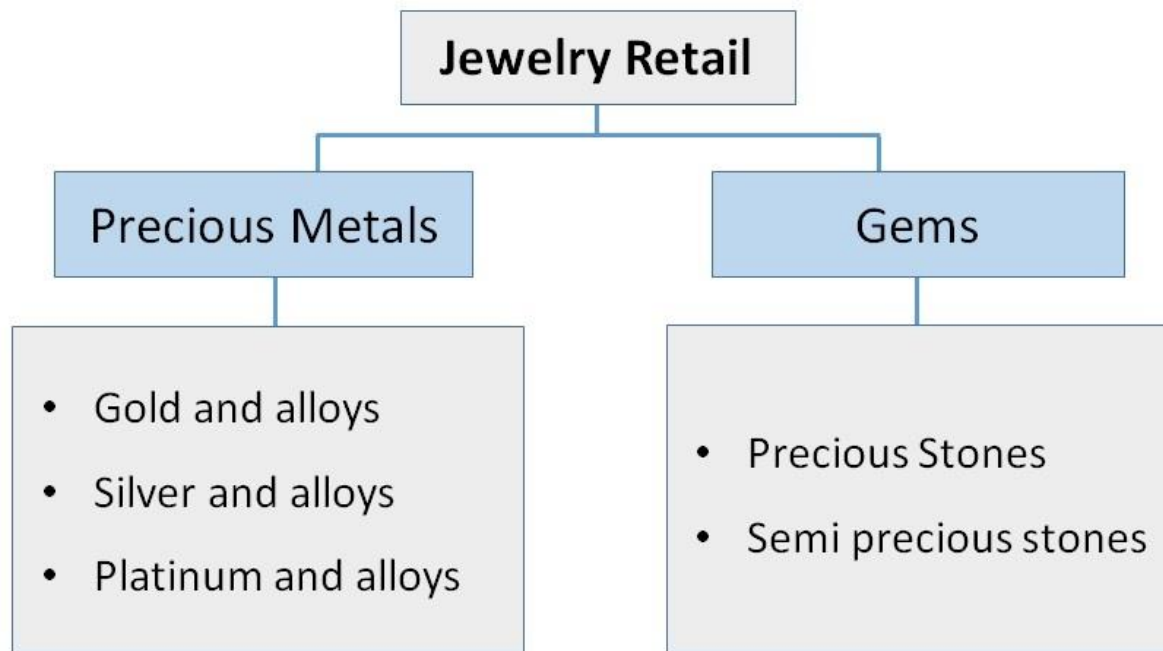 Jewelry Retail
Precious Metals
Gems
• Gold and alloys
• Silver and alloys
• Platinum and alloys
• Precious Stones
• Semi precious stones